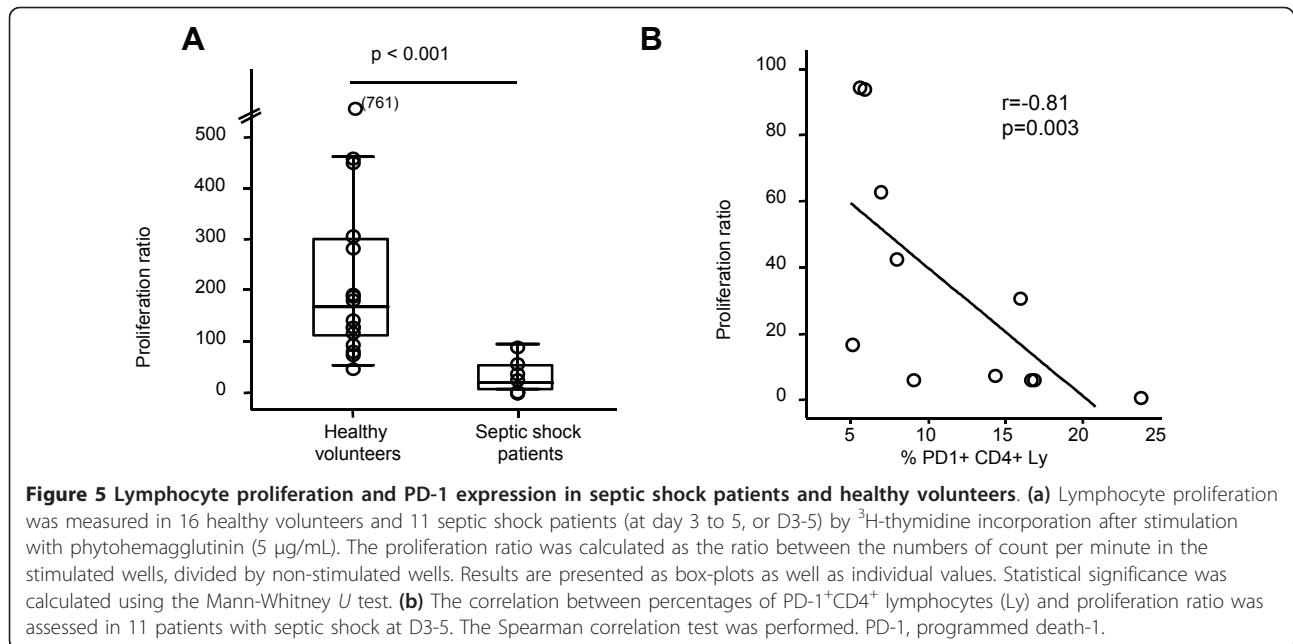 A
p < 0.001
(761)
500
400
300
200
100
0
Proliferation ratio
Healthy
volunteers
Septic shock
patients
B
r=-0.81
p=0.003
100
80
60
40
20
0
Proliferation ratio
5 10 15 20 25
% PD1+ CD4+ Ly
Figure 5 Lymphocyte proliferation and PD-1 expression in septic shock patients and healthy volunteers. (a) Lymphocyte proliferation
was measured in 16 healthy volunteers and 11 septic shock patients (at day 3 to 5, or D3-5) by ³H-thymidine incorporation after stimulation
with phytohemagglutinin (5 μg/mL). The proliferation ratio was calculated as the ratio between the numbers of count per minute in the
stimulated wells, divided by non-stimulated wells. Results are presented as box-plots as well as individual values. Statistical significance was
calculated using the Mann-Whitney U test. (b) The correlation between percentages of PD-1⁺CD4⁺ lymphocytes (Ly) and proliferation ratio was
assessed in 11 patients with septic shock at D3-5. The Spearman correlation test was performed. PD-1, programmed death-1.